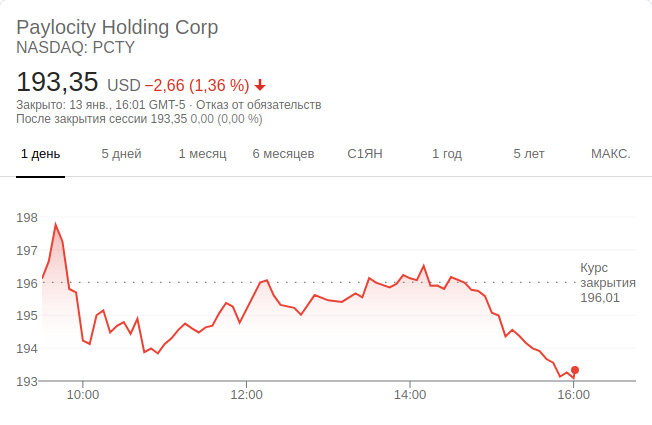 Paylocity Holding Corp
NASDAQ: PCTY
193,35 USD −2,66 (1,36 %)
Закрыто: 13 янв., 16:01 GMT-5 · Отказ от обязательств
После закрытия сессии 193,35 0,00 (0,00 %)
1 день 5 дней 1 месяц 6 месяцев С1ЯН 1 год 5 лет МАКС.
198
197
196
195
194
193
Курс
закрытия
196,01
10:00 12:00 14:00 16:00